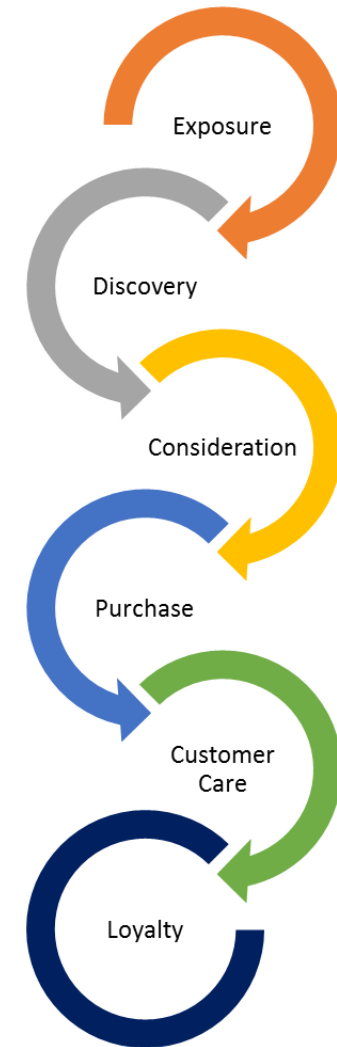 Exposure
Discovery
Consideration
Purchase
Customer
Care
Loyalty